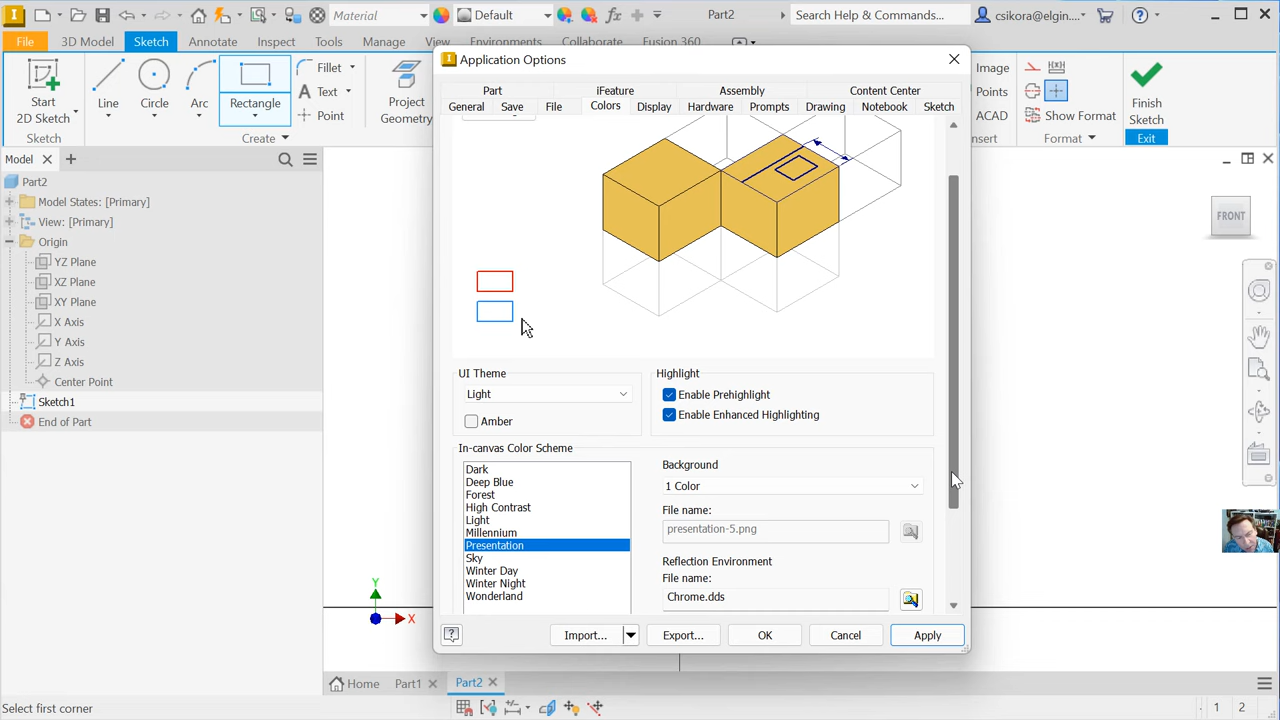 Material
Default
Part2
Search Help & Commands...
csikora@elgin....
File
3D Model
Sketch
Annotate
Inspect
Tools
Manage
View
Environments
Collaborate
Fusion 360
Start
2D Sketch
Line
Circle
Arc
Rectangle
Fillet
Text
Point
Project
Geometry
Image
Points
ACAD
Show Format
Finish
Sketch
Sketch
Create
Insert
Format
Exit
Application Options
Part
iFeature
Assembly
Content Center
General
Save
File
Colors
Display
Hardware
Prompts
Drawing
Notebook
Sketch
Model
Part2
Model States: [Primary]
View: [Primary]
Origin
YZ Plane
XZ Plane
XY Plane
X Axis
Y Axis
Z Axis
Center Point
Sketch1
End of Part
FRONT
UI Theme
Light
Amber
Highlight
Enable Prehighlight
Enable Enhanced Highlighting
In-canvas Color Scheme
Dark
Deep Blue
Forest
High Contrast
Light
Millennium
Presentation
Sky
Winter Day
Winter Night
Wonderland
Background
1 Color
File name:
presentation-5.png
Reflection Environment
File name:
Chrome.dds
Import...
Export...
OK
Cancel
Apply
Y
X
Home
Part1
Part2
Select first corner
1
2